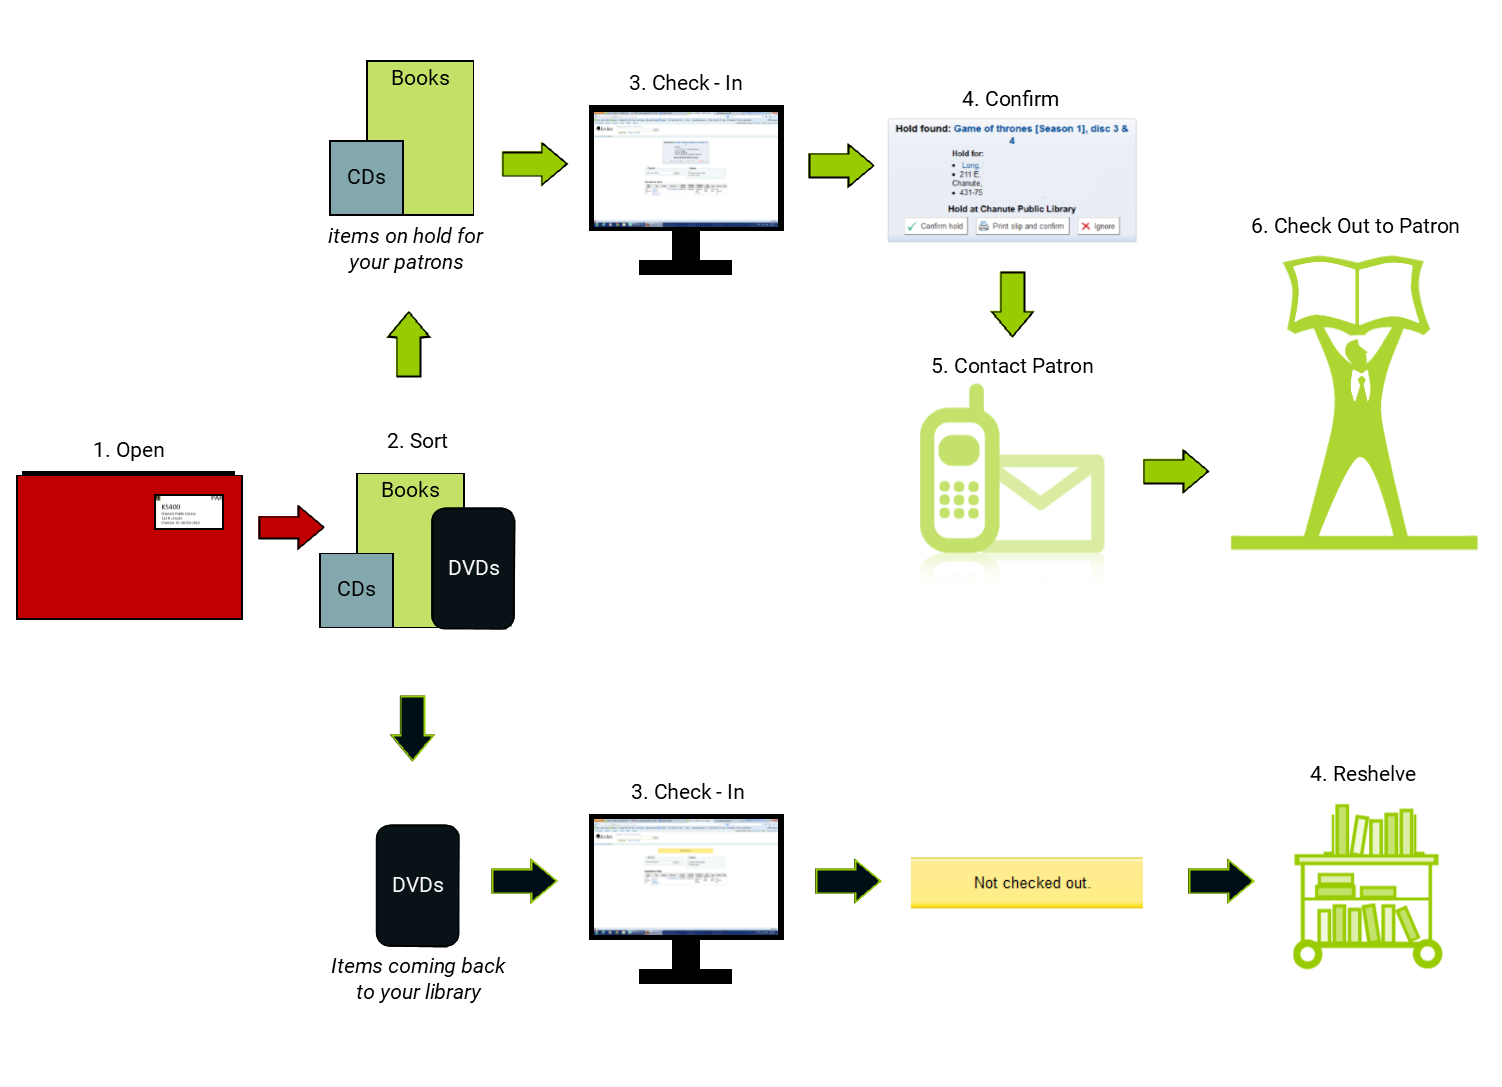 Books
CDs
items on hold for
your patrons
3. Check - In
4. Confirm
Hold found: Game of thrones [Season 1], disc 3 &
4
Hold for:
Long,
211 E.
Chanute,
431-75
Hold at Chanute Public Library
Confirm hold
Print slip and confirm
Ignore
5. Contact Patron
6. Check Out to Patron
1. Open
KS400
Chanute Public Library
2. Sort
Books
CDs
DVDs
DVDs
Items coming back
to your library
3. Check - In
Not checked out.
4. Reshelve